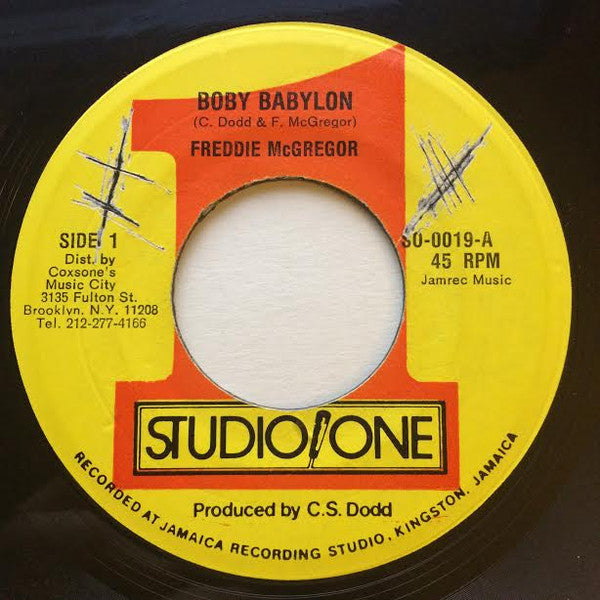 BOBY BABYLON
(C. Dodd & F. McGregor)
FREDDIE McGREGOR
SIDE 1
Dist. by
Coxsone's
Music City
3135 Fulton St.
Brooklyn, N.Y. 11208
Tel. 212-277-4166
SO-0019-A
45 RPM
Jamrec Music
STUDIO ONE
Produced by C.S. Dodd
RECORDED AT JAMAICA RECORDING STUDIO, KINGSTON, JAMAICA